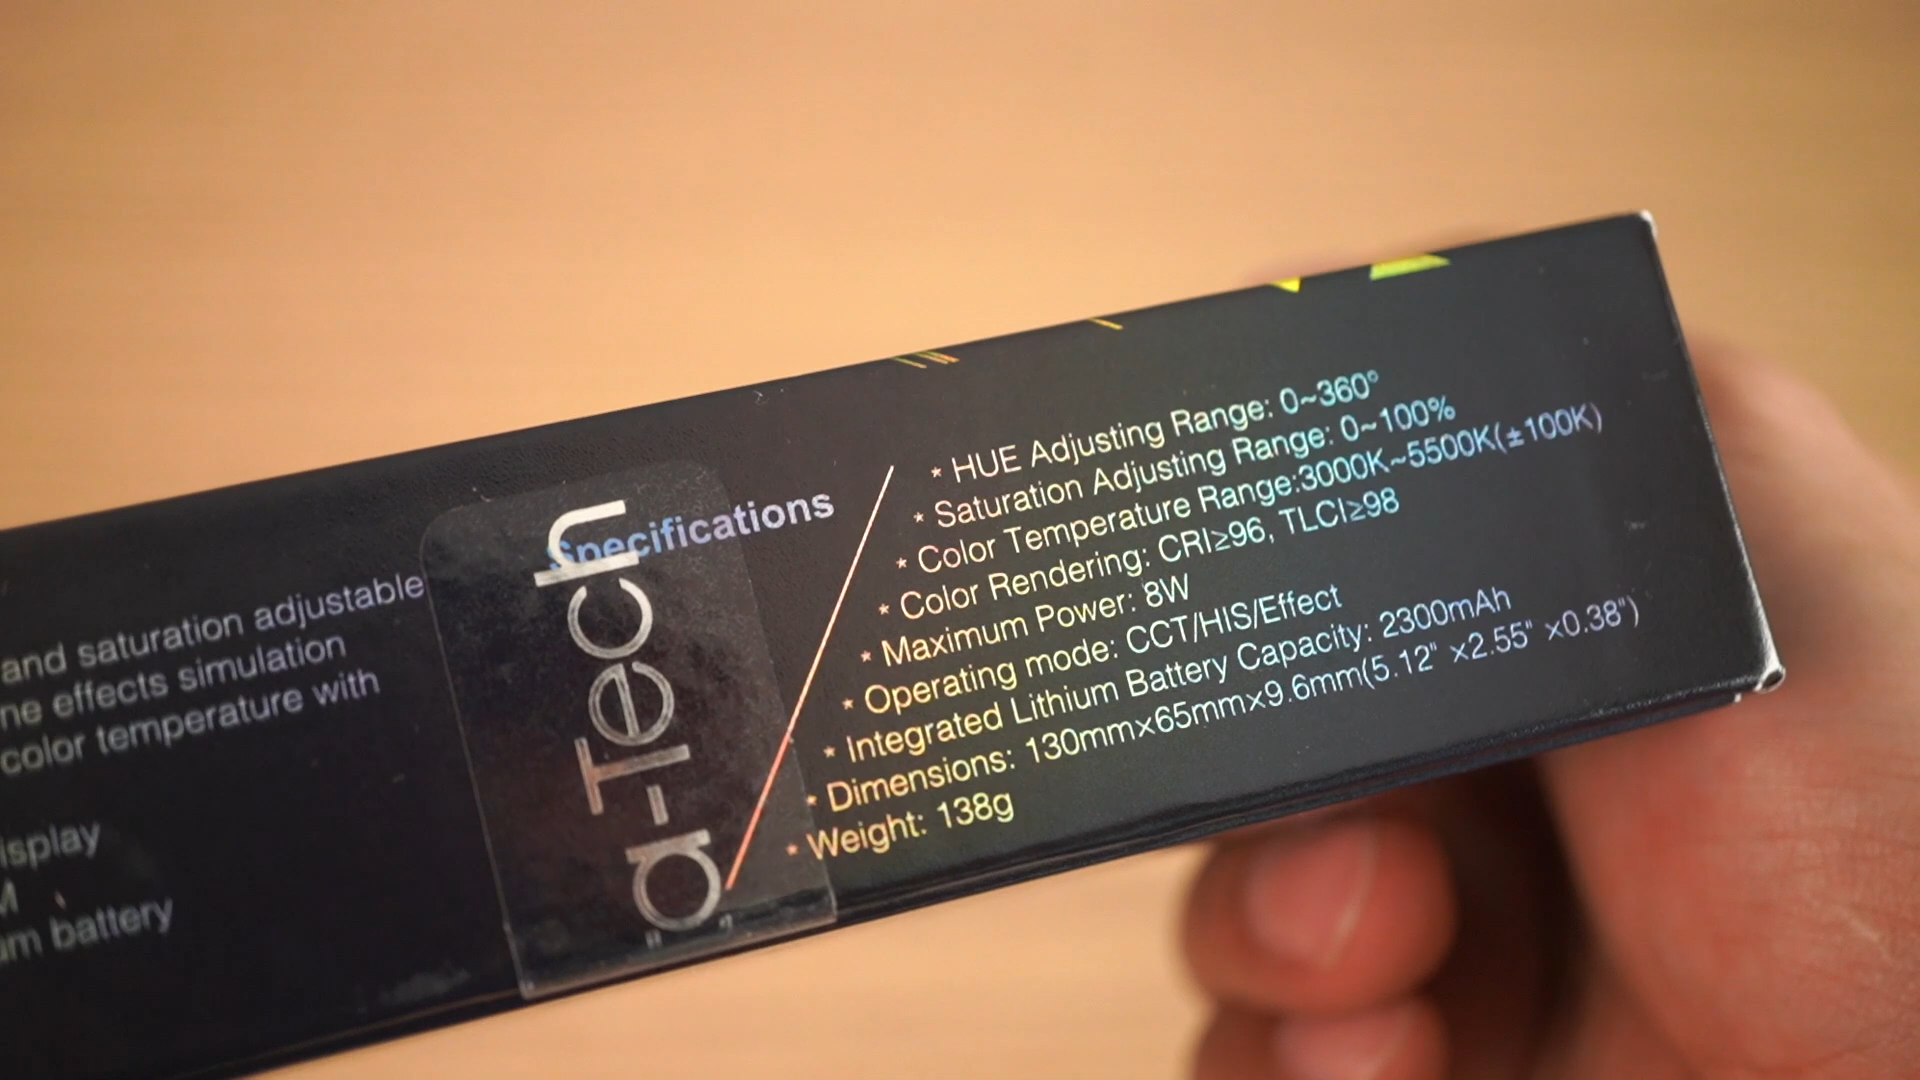 Specifications
* HUE Adjusting Range: 0~360°
* Saturation Adjusting Range: 0~100%
* Color Temperature Range:3000K~5500K(±100K)
* Color Rendering: CRI≥96, TLCI≥98
* Maximum Power: 8W
* Operating mode: CCT/HIS/Effect
* Integrated Lithium Battery Capacity: 2300mAh
* Dimensions: 130mm×65mm×9.6mm(5.12" ×2.55" ×0.38")
* Weight: 138g
a-Tech
and saturation adjustable
effects simulation
color temperature with
battery